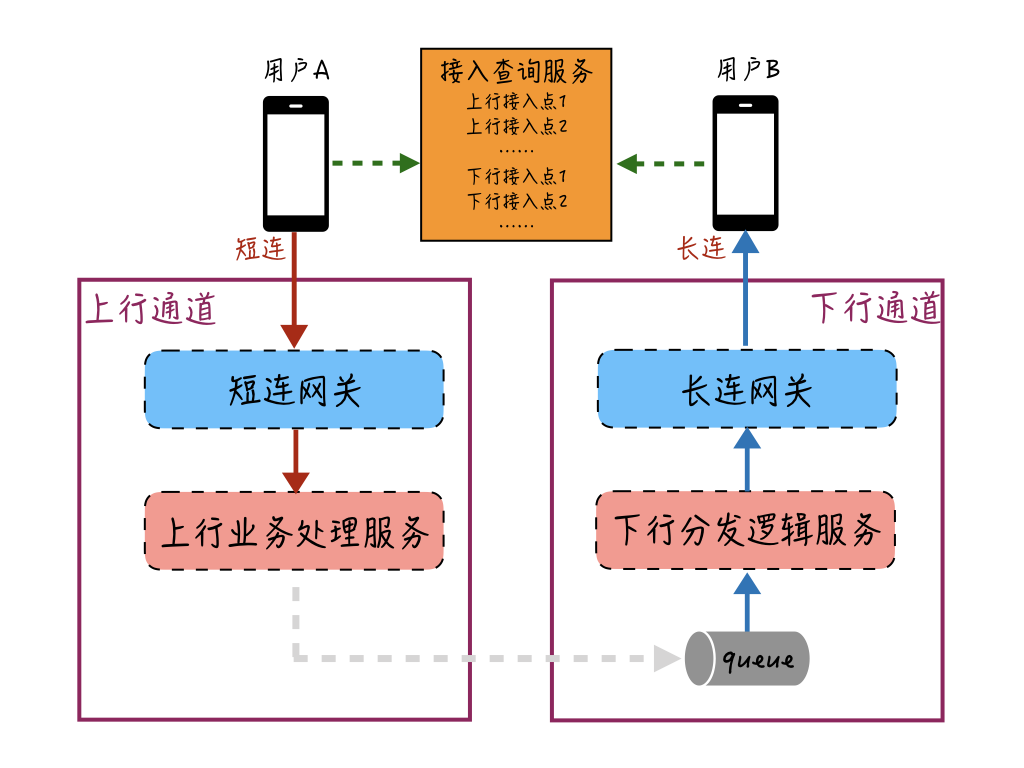 用户A
用户B
接入查询服务
上行接入点1
上行接入点2
......
下行接入点1
下行接入点2
......
短连
长连
上行通道
下行通道
短连网关
长连网关
上行业务处理服务
下行分发逻辑服务
queue